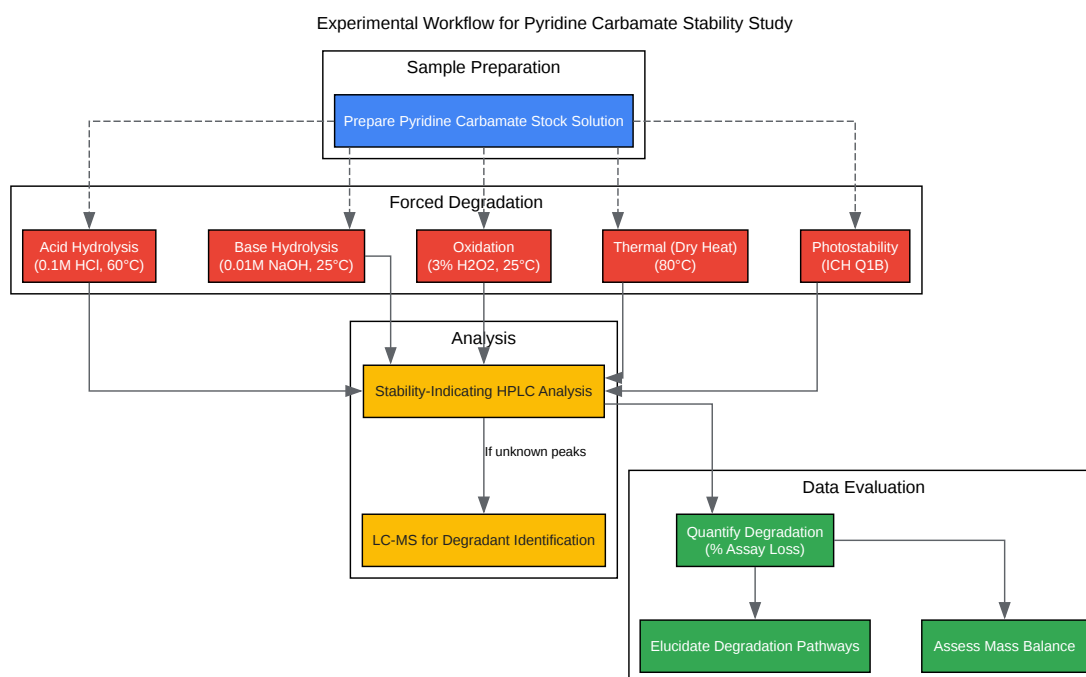 Experimental Workflow for Pyridine Carbamate Stability Study
Sample Preparation
Prepare Pyridine Carbamate Stock Solution
Forced Degradation
Acid Hydrolysis
(0.1M HCl, 60°C)
Base Hydrolysis
(0.01M NaOH, 25°C)
Oxidation
(3% H2O2, 25°C)
Thermal (Dry Heat)
(80°C)
Photostability
(ICH Q1B)
Analysis
Stability-Indicating HPLC Analysis
If unknown peaks
LC-MS for Degradant Identification
Data Evaluation
Quantify Degradation
(% Assay Loss)
Elucidate Degradation Pathways
Assess Mass Balance